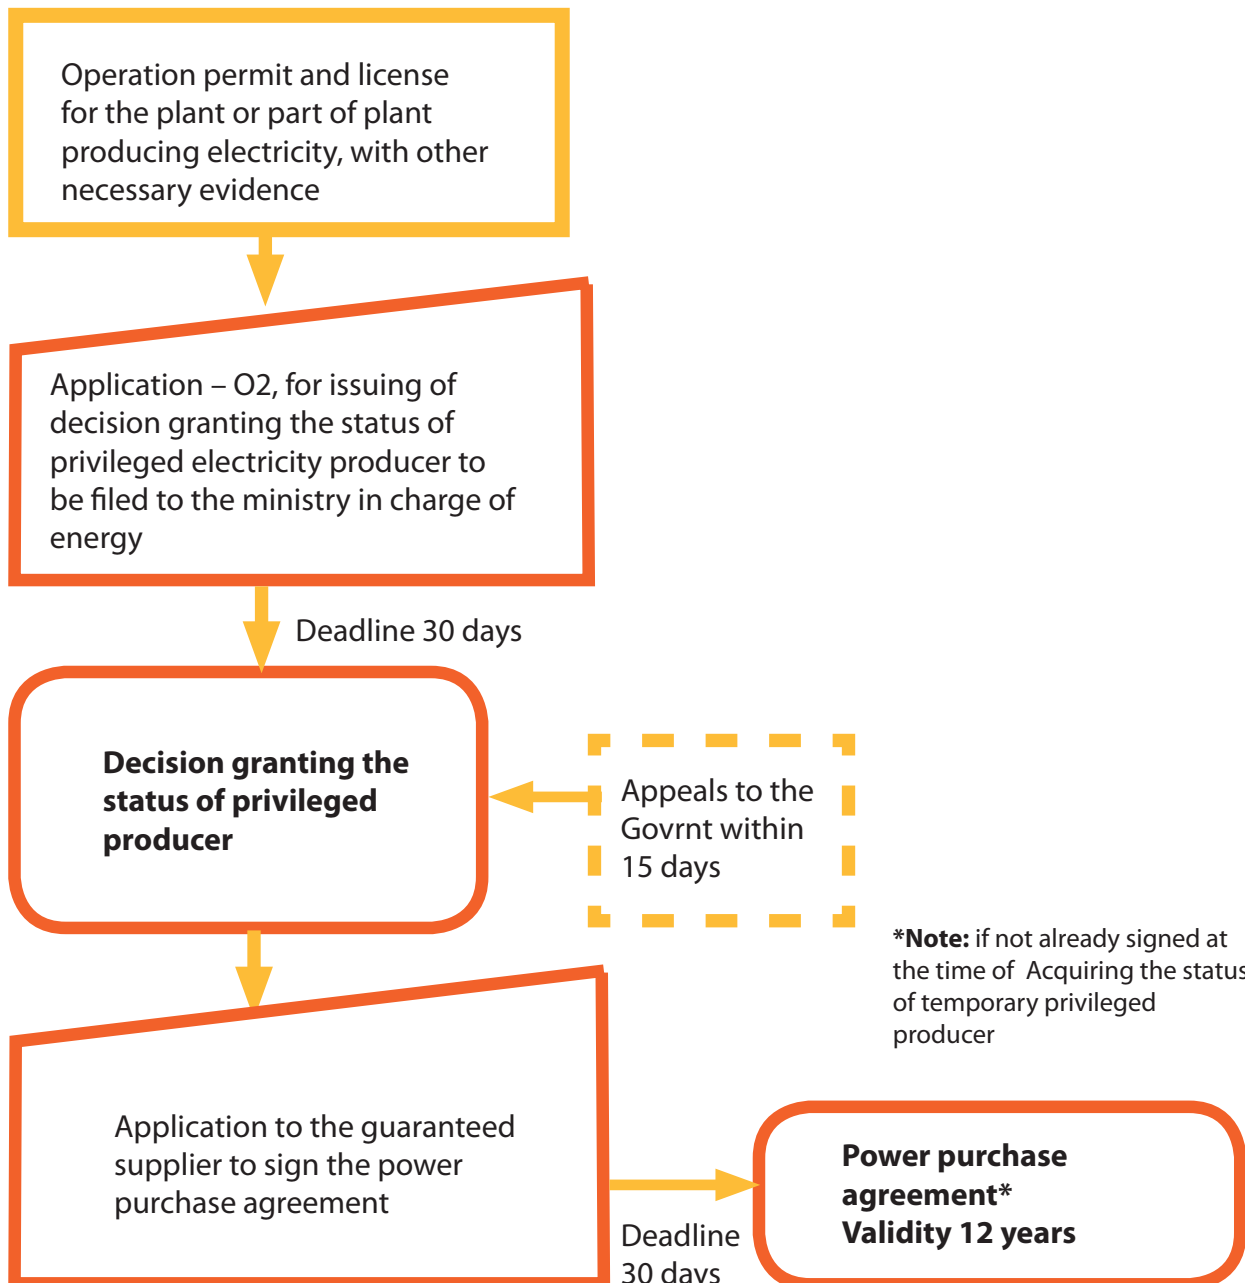 Operation permit and license
for the plant or part of plant
producing electricity, with other
necessary evidence
Application – O2, for issuing of
decision granting the status of
privileged electricity producer to
be filed to the ministry in charge of
energy
Deadline 30 days
Decision granting the
status of privileged
producer
Appeals to the
Govrnt within
15 days
*Note: if not already signed at
the time of Acquiring the status
of temporary privileged
producer
Application to the guaranteed
supplier to sign the power
purchase agreement
Deadline
30 days
Power purchase
agreement*
Validity 12 years